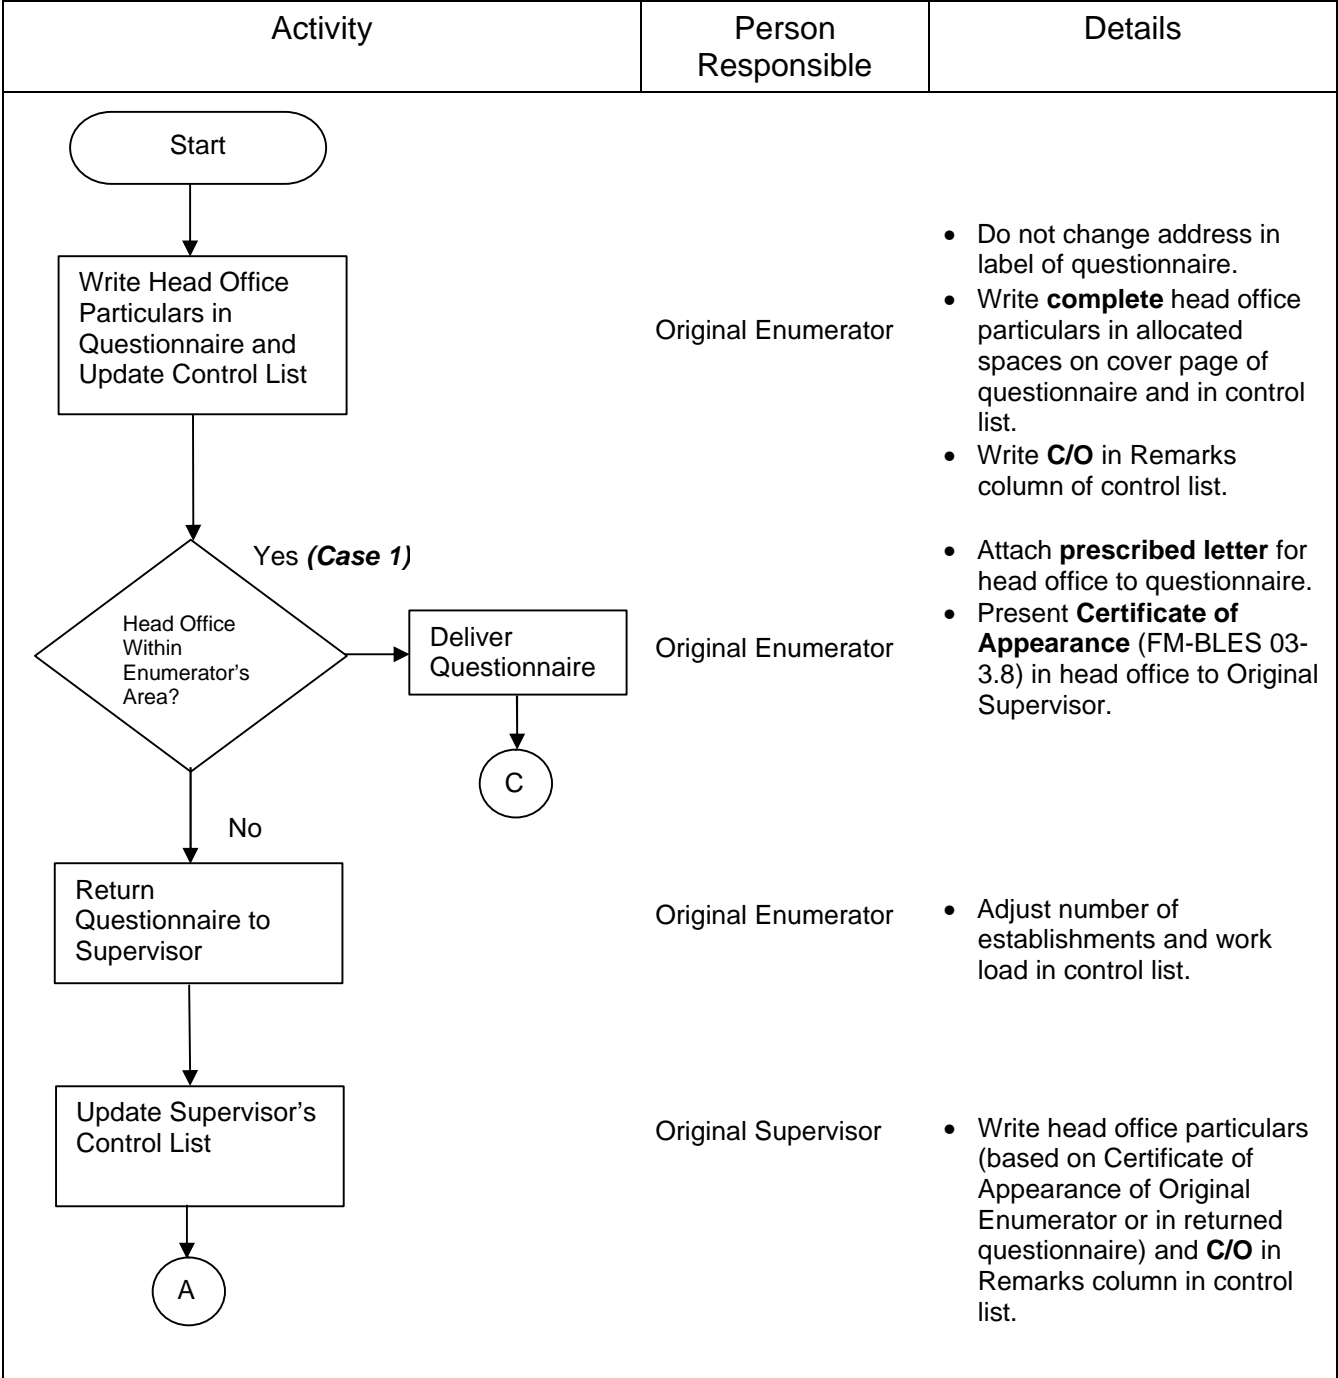 Activity
Person
Responsible
Details
Start
Write Head Office
Particulars in
Questionnaire and
Update Control List
Original Enumerator
• Do not change address in
label of questionnaire.
• Write complete head office
particulars in allocated
spaces on cover page of
questionnaire and in control
list.
• Write C/O in Remarks
column of control list.
Yes (Case 1)
Head Office
Within
Enumerator's
Area?
Deliver
Questionnaire
Original Enumerator
• Attach prescribed letter for
head office to questionnaire.
• Present Certificate of
Appearance (FM-BLES 03-
3.8) in head office to Original
Supervisor.
C
No
Return
Questionnaire to
Supervisor
Original Enumerator
• Adjust number of
establishments and work
load in control list.
Update Supervisor's
Control List
Original Supervisor
• Write head office particulars
(based on Certificate of
Appearance of Original
Enumerator or in returned
questionnaire) and C/O in
Remarks column in control
list.
A